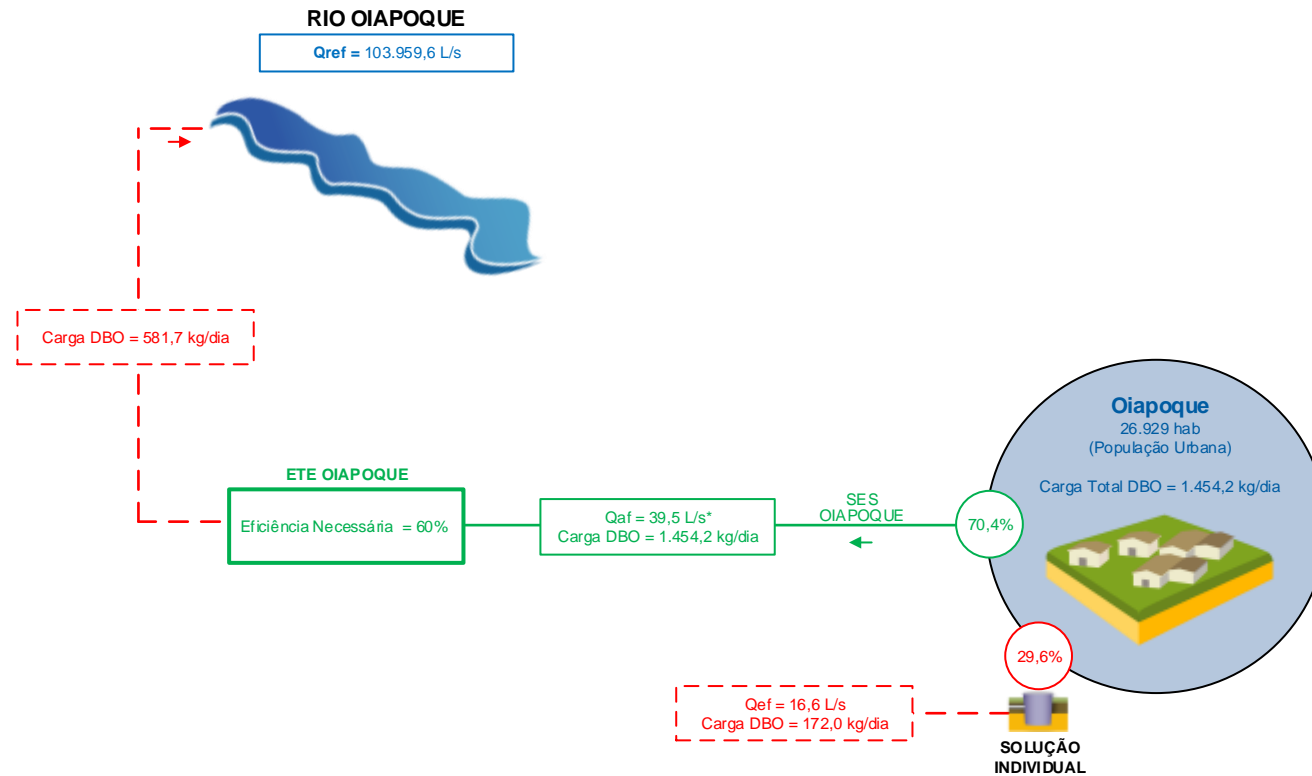 RIO OIAPOQUE
Qref = 103.959,6 L/s
Carga DBO = 581,7 kg/dia
Oiapoque
26.929 hab
(População Urbana)
Carga Total DBO = 1.454,2 kg/dia
ETE OIAPOQUE
Eficiência Necessária = 60%
Qaf = 39,5 L/s*
Carga DBO = 1.454,2 kg/dia
SES
OIAPOQUE
70,4%
29,6%
Qef = 16,6 L/s
Carga DBO = 172,0 kg/dia
SOLUÇÃO
INDIVIDUAL